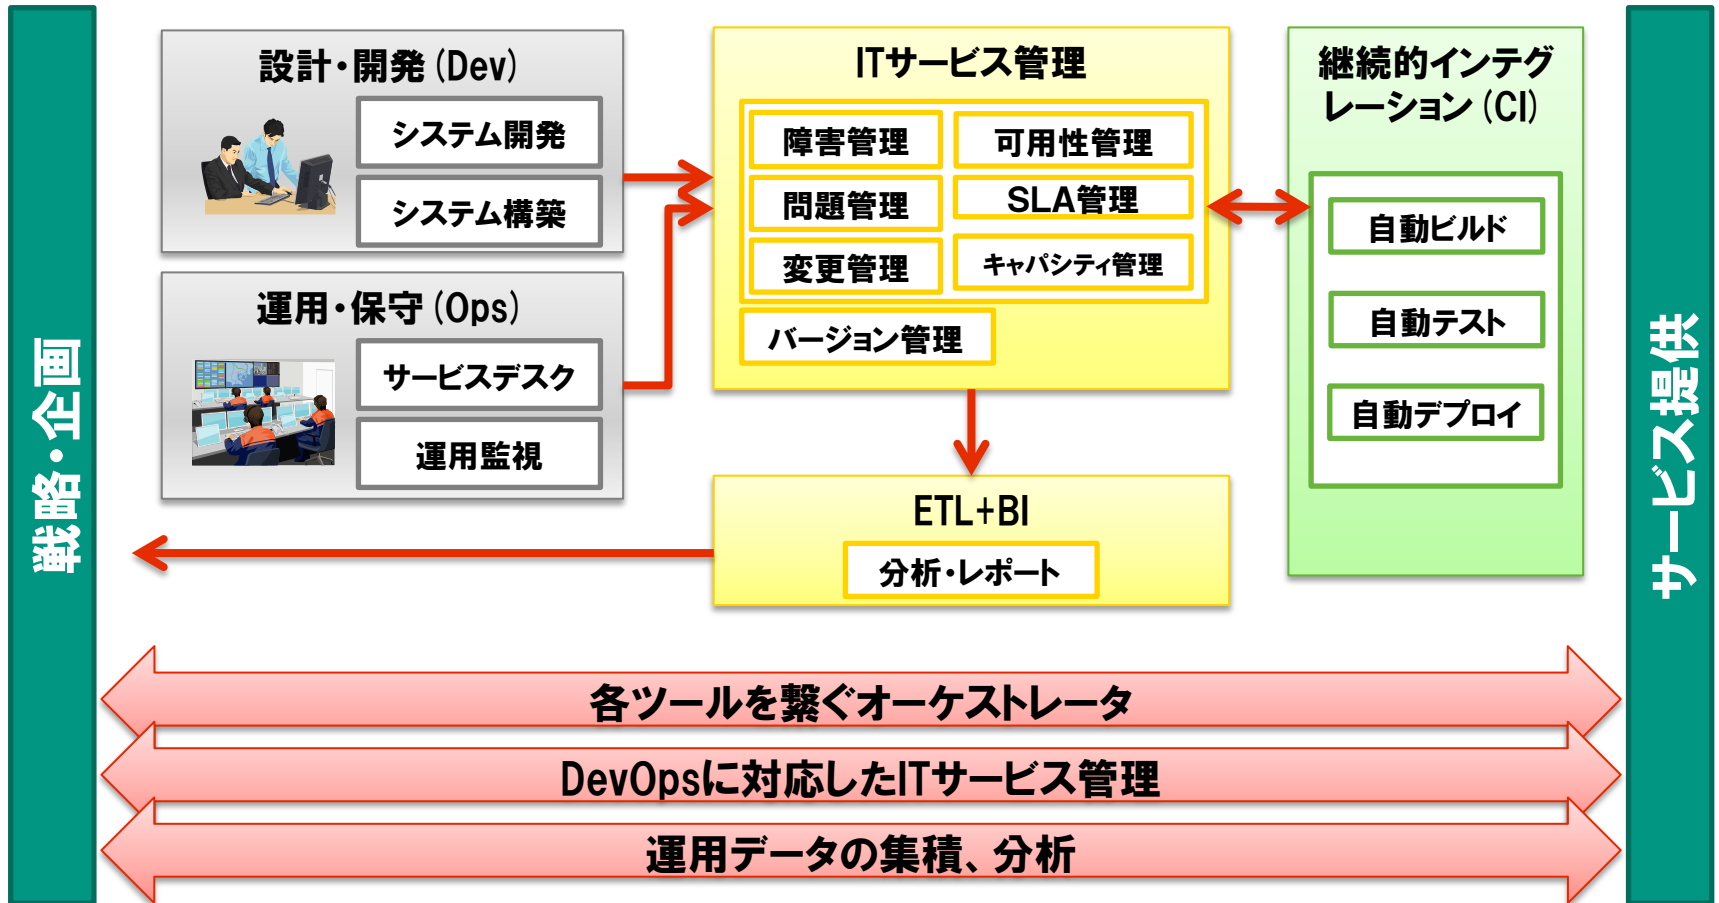 戦略・企画
設計・開発 (Dev)
システム開発
システム構築
運用・保守 (Ops)
サービスデスク
運用監視
ITサービス管理
障害管理
可用性管理
問題管理
SLA管理
変更管理
キャパシティ管理
バージョン管理
ETL+BI
分析・レポート
継続的インテグ
レーション (CI)
自動ビルド
自動テスト
自動デプロイ
サービス提供
各ツールを繋ぐオーケストレータ
DevOpsに対応したITサービス管理
運用データの集積、分析